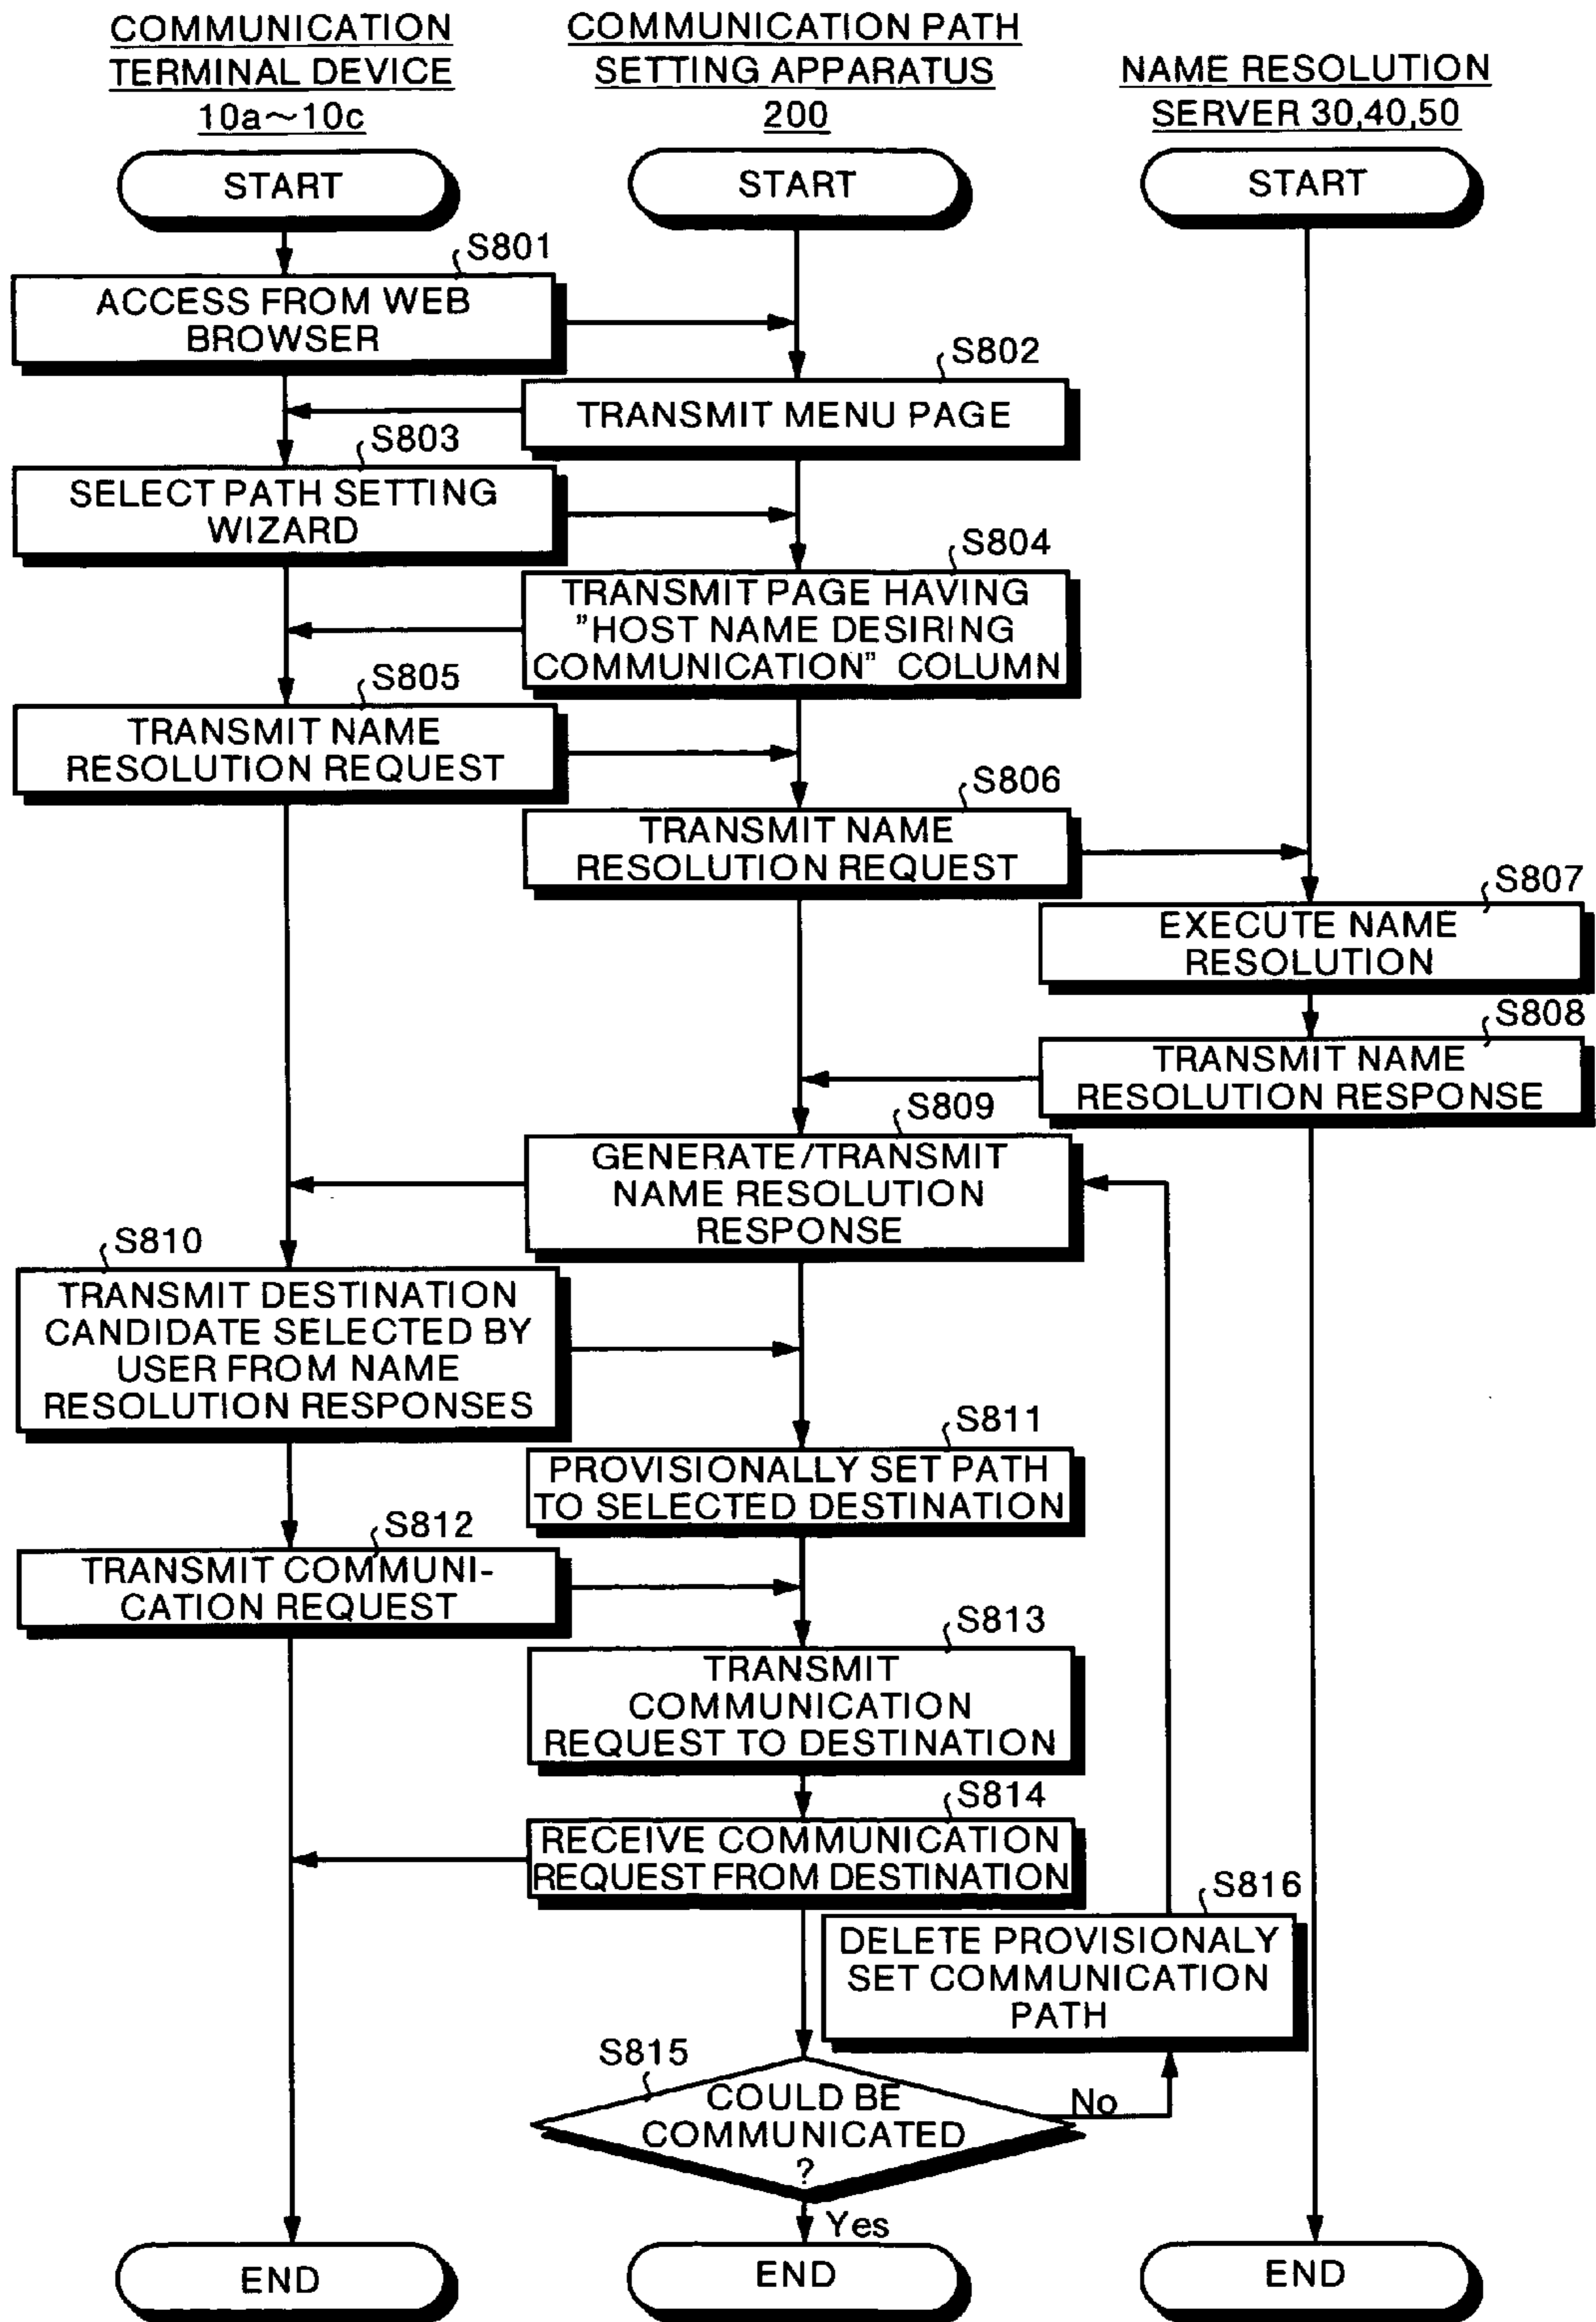 COMMUNICATION
TERMINAL DEVICE
10a~10c
COMMUNICATION PATH
SETTING APPARATUS
200
NAME RESOLUTION
SERVER 30,40,50
START
START
START
S801
ACCESS FROM WEB
BROWSER
S802
TRANSMIT MENU PAGE
S803
SELECT PATH SETTING
WIZARD
S804
TRANSMIT PAGE HAVING
"HOST NAME DESIRING
COMMUNICATION" COLUMN
S805
TRANSMIT NAME
RESOLUTION REQUEST
S806
TRANSMIT NAME
RESOLUTION REQUEST
S807
EXECUTE NAME
RESOLUTION
S808
TRANSMIT NAME
RESOLUTION RESPONSE
S809
GENERATE/TRANSMIT
NAME RESOLUTION
RESPONSE
S810
TRANSMIT DESTINATION
CANDIDATE SELECTED BY
USER FROM NAME
RESOLUTION RESPONSES
S811
PROVISIONALLY SET PATH
TO SELECTED DESTINATION
S812
TRANSMIT COMMUNI-
CATION REQUEST
S813
TRANSMIT
COMMUNICATION
REQUEST TO DESTINATION
S814
RECEIVE COMMUNICATION
REQUEST FROM DESTINATION
S816
DELETE PROVISIONALY
SET COMMUNICATION
PATH
S815
COULD BE
COMMUNICATED
?
No
Yes
END
END
END